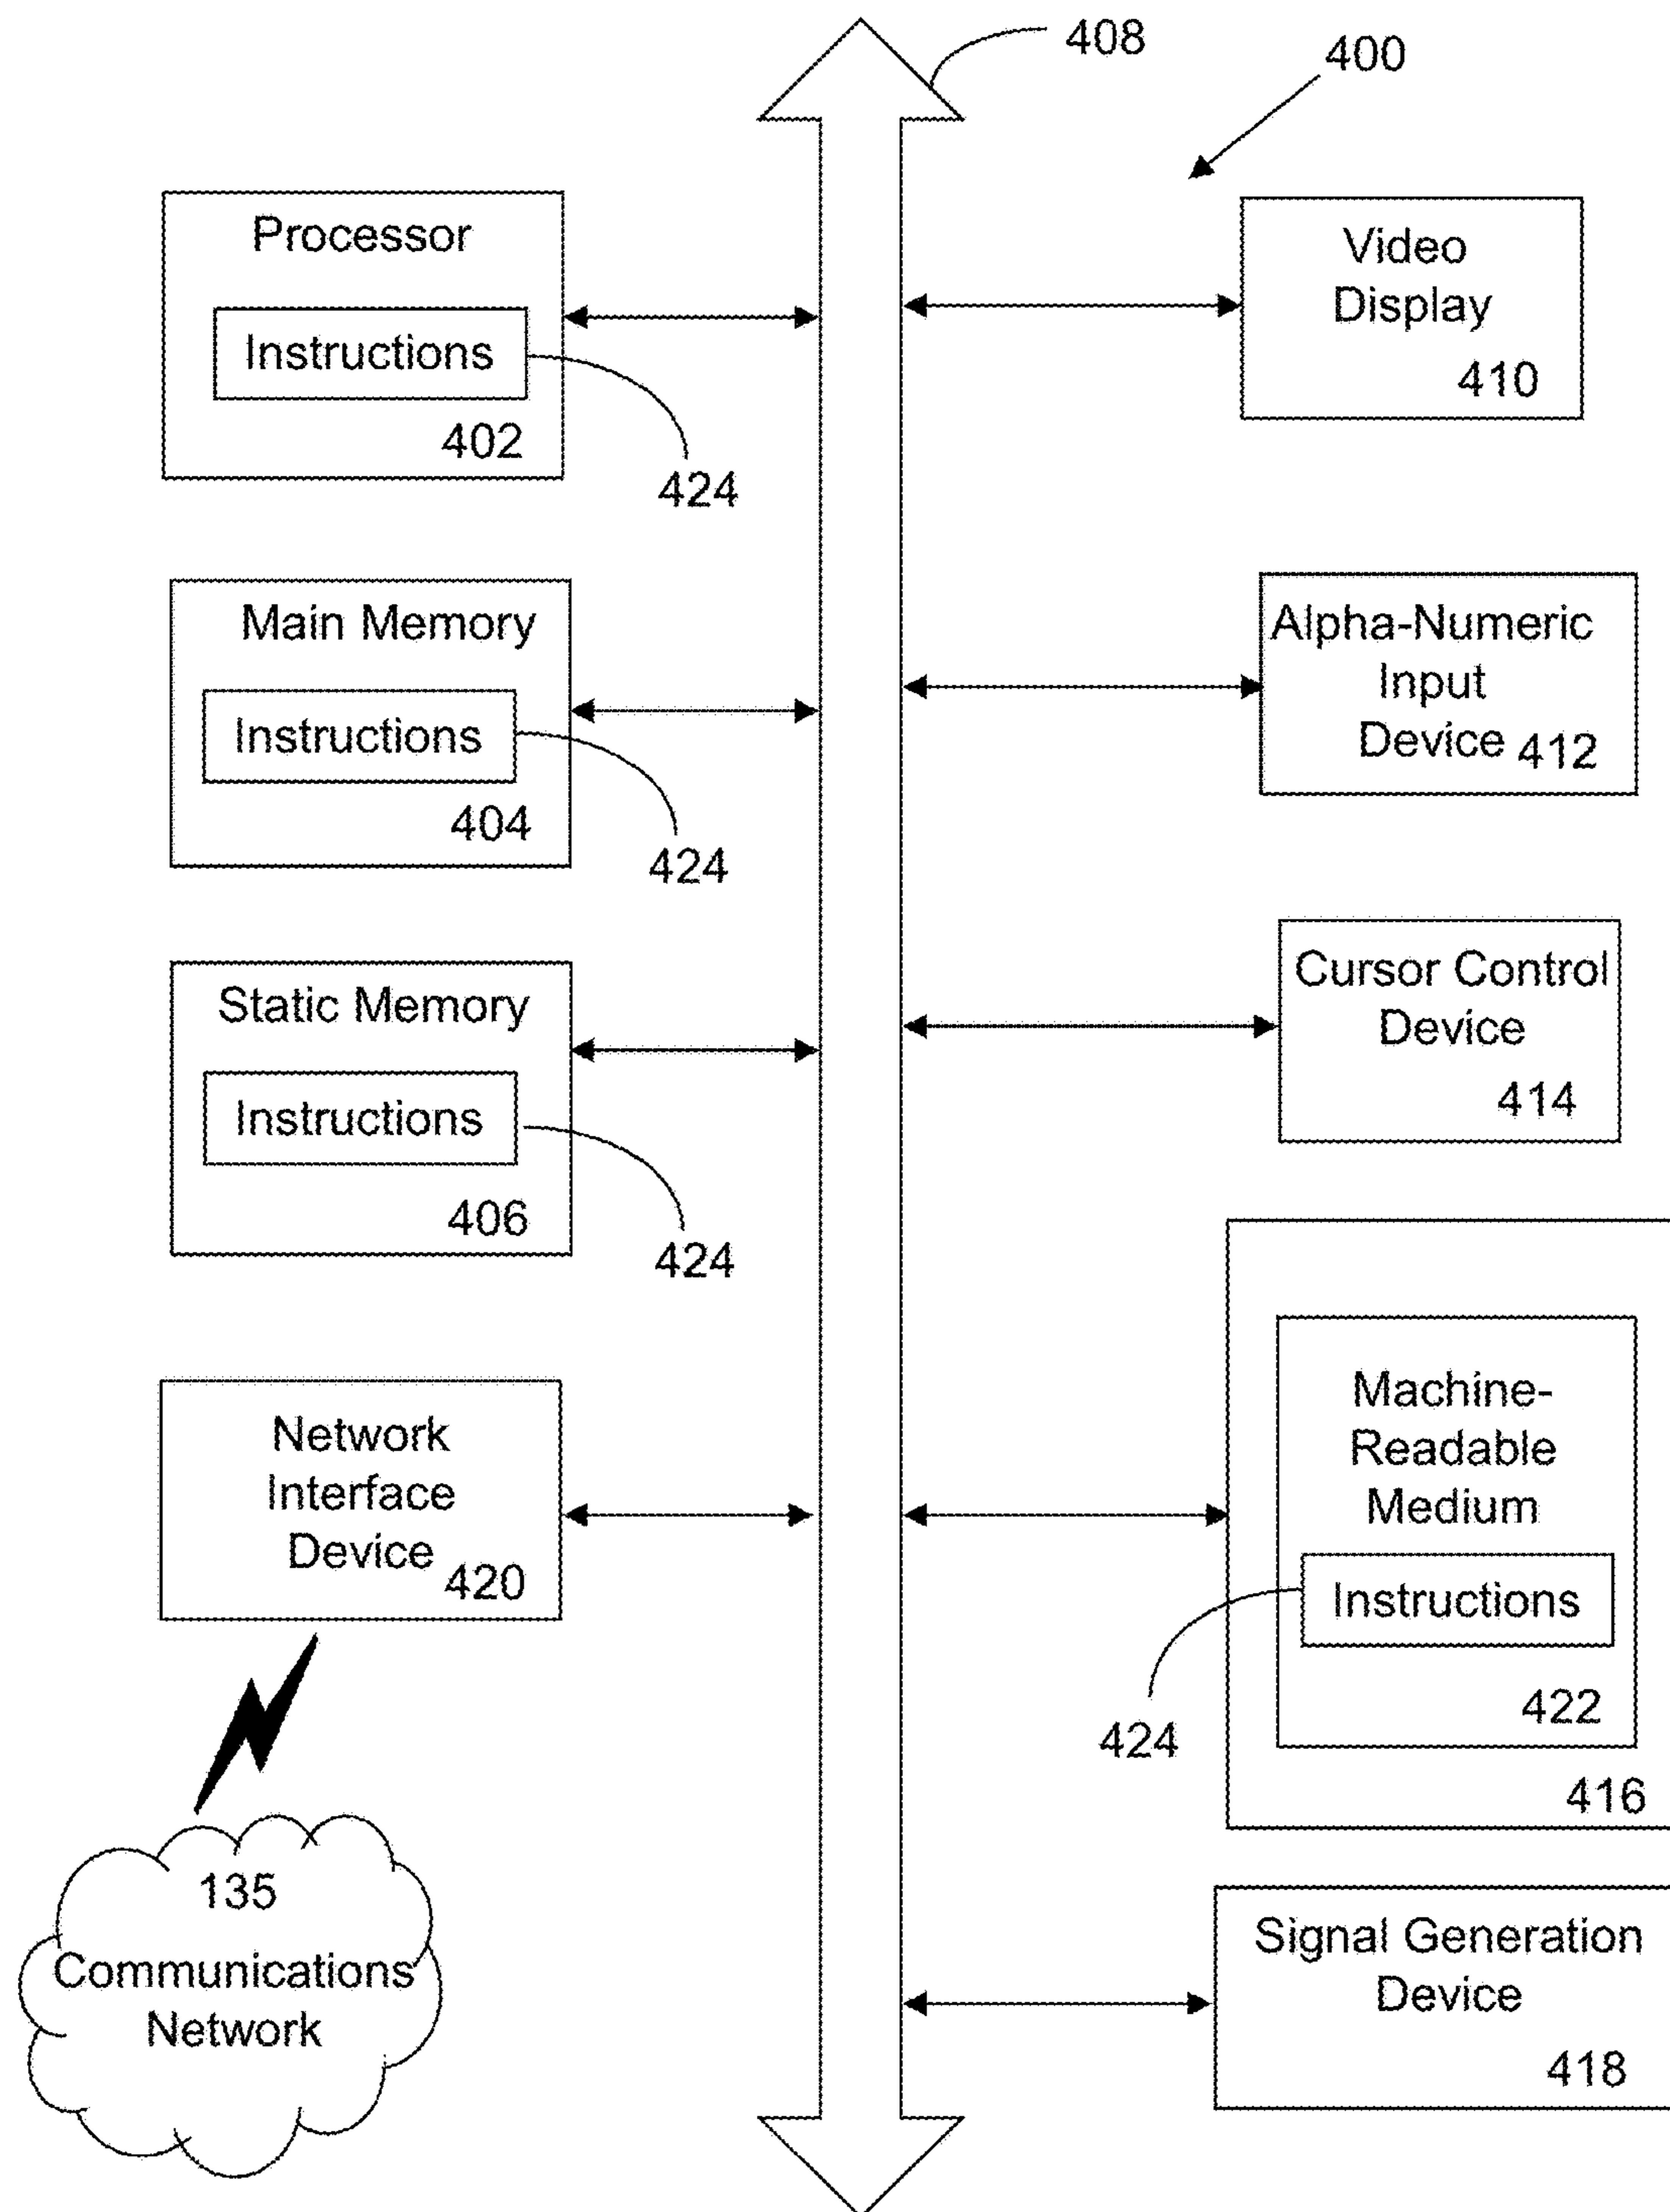 408
400
Processor
Instructions
402
424
Video
Display
410
Main Memory
Instructions
404
424
Alpha-Numeric
Input
Device 412
Static Memory
Instructions
406
424
Cursor Control
Device
414
Network
Interface
Device
420
Machine-
Readable
Medium
Instructions
422
424
416
135
Communications
Network
Signal Generation
Device
418